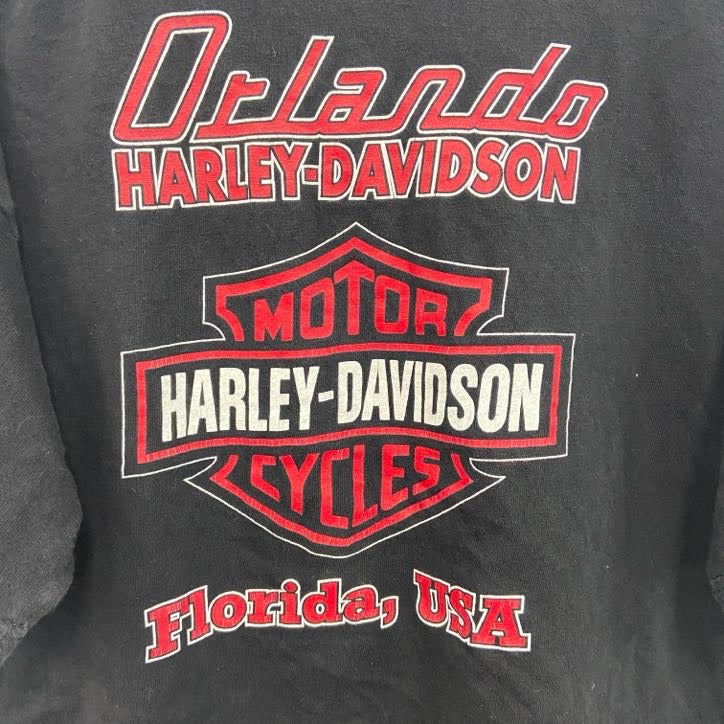 Orlando
HARLEY-DAVIDSON
MOTOR
HARLEY-DAVIDSON
CYCLES
Florida, USA